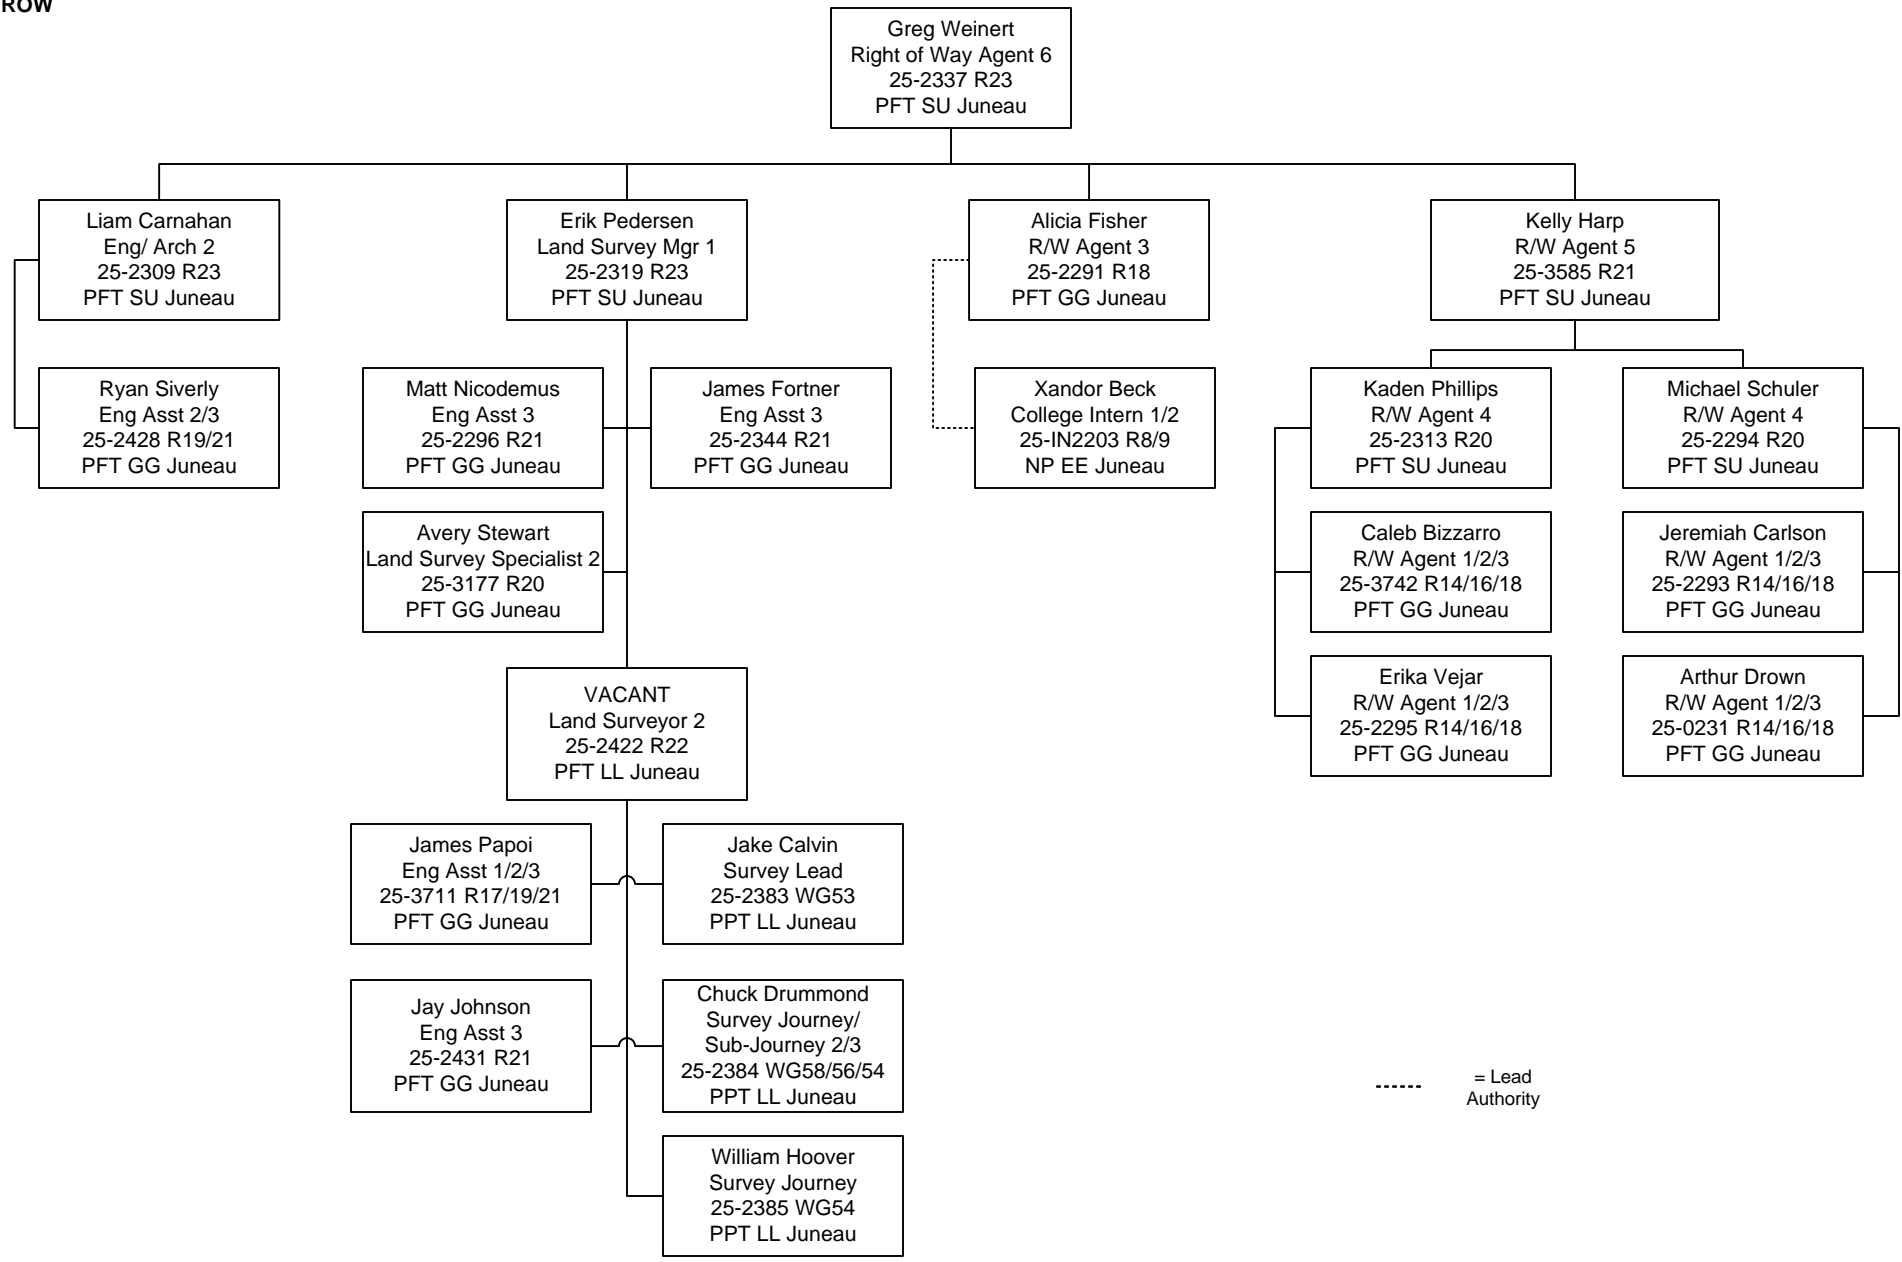 ROW
Greg Weinert
Right of Way Agent 6
25-2337 R23
PFT SU Juneau
Liam Carnahan
Eng/ Arch 2
25-2309 R23
PFT SU Juneau
Erik Pedersen
Land Survey Mgr 1
25-2319 R23
PFT SU Juneau
Alicia Fisher
R/W Agent 3
25-2291 R18
PFT GG Juneau
Kelly Harp
R/W Agent 5
25-3585 R21
PFT SU Juneau
Ryan Siverly
Eng Asst 2/3
25-2428 R19/21
PFT GG Juneau
Matt Nicodemus
Eng Asst 3
25-2296 R21
PFT GG Juneau
James Fortner
Eng Asst 3
25-2344 R21
PFT GG Juneau
Xandor Beck
College Intern 1/2
25-IN2203 R8/9
NP EE Juneau
Kaden Phillips
R/W Agent 4
25-2313 R20
PFT SU Juneau
Michael Schuler
R/W Agent 4
25-2294 R20
PFT SU Juneau
Avery Stewart
Land Survey Specialist 2
25-3177 R20
PFT GG Juneau
Caleb Bizzarro
R/W Agent 1/2/3
25-3742 R14/16/18
PFT GG Juneau
Jeremiah Carlson
R/W Agent 1/2/3
25-2293 R14/16/18
PFT GG Juneau
VACANT
Land Surveyor 2
25-2422 R22
PFT LL Juneau
Erika Vejar
R/W Agent 1/2/3
25-2295 R14/16/18
PFT GG Juneau
Arthur Drown
R/W Agent 1/2/3
25-0231 R14/16/18
PFT GG Juneau
James Papoi
Eng Asst 1/2/3
25-3711 R17/19/21
PFT GG Juneau
Jake Calvin
Survey Lead
25-2383 WG53
PPT LL Juneau
Jay Johnson
Eng Asst 3
25-2431 R21
PFT GG Juneau
Chuck Drummond
Survey Journey/
Sub-Journey 2/3
25-2384 WG58/56/54
PPT LL Juneau
= Lead
Authority
William Hoover
Survey Journey
25-2385 WG54
PPT LL Juneau